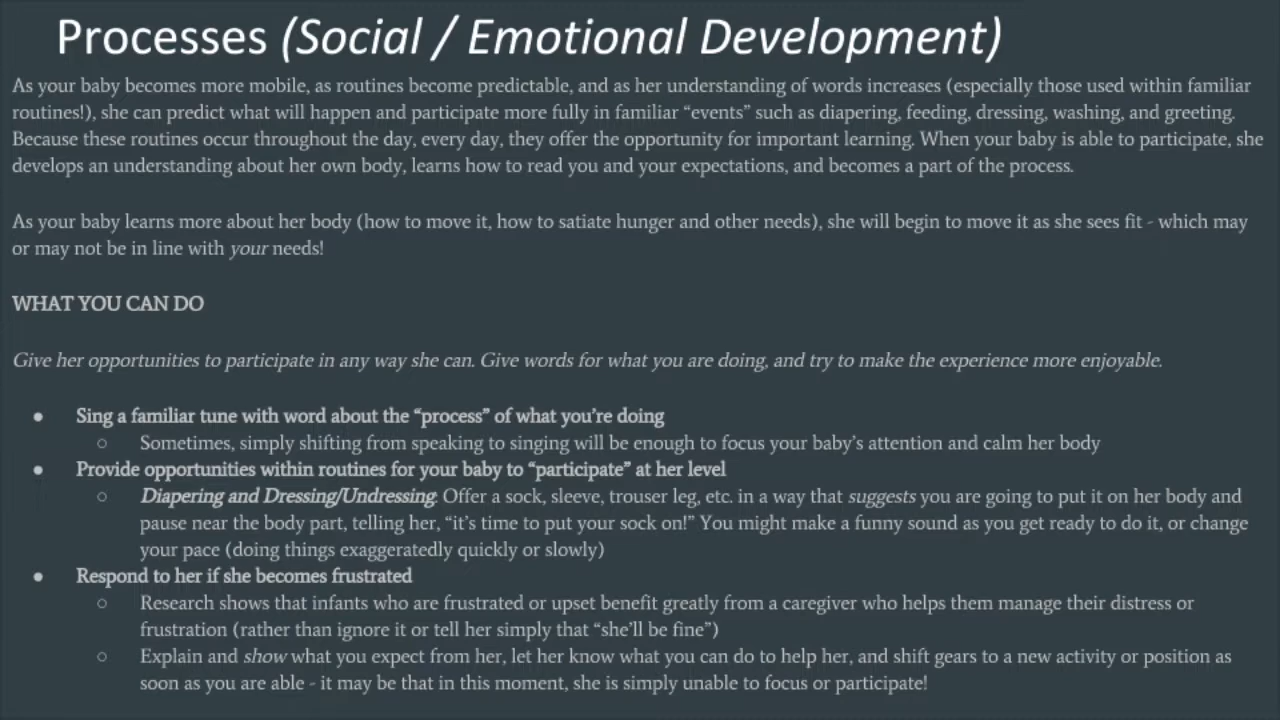 Processes (Social / Emotional Development)
As your baby becomes more mobile, as routines become predictable, and as her understanding of words increases (especially those used within familiar
routines!), she can predict what will happen and participate more fully in familiar “events” such as diapering, feeding, dressing, washing, and greeting.
Because these routines occur throughout the day, every day, they offer the opportunity for important learning. When your baby is able to participate, she
develops an understanding about her own body, learns how to read you and your expectations, and becomes a part of the process.
As your baby learns more about her body (how to move it, how to satiate hunger and other needs), she will begin to move it as she sees fit - which may
or may not be in line with your needs!
WHAT YOU CAN DO
Give her opportunities to participate in any way she can. Give words for what you are doing, and try to make the experience more enjoyable.
● Sing a familiar tune with word about the “process” of what you’re doing
○ Sometimes, simply shifting from speaking to singing will be enough to focus your baby’s attention and calm her body
● Provide opportunities within routines for your baby to “participate” at her level
○ Diapering and Dressing/Undressing: Offer a sock, sleeve, trouser leg, etc. in a way that suggests you are going to put it on her body and
pause near the body part, telling her, “it’s time to put your sock on!” You might make a funny sound as you get ready to do it, or change
your pace (doing things exaggeratedly quickly or slowly)
● Respond to her if she becomes frustrated
○ Research shows that infants who are frustrated or upset benefit greatly from a caregiver who helps them manage their distress or
frustration (rather than ignore it or tell her simply that “she’ll be fine”)
○ Explain and show what you expect from her, let her know what you can do to help her, and shift gears to a new activity or position as
soon as you are able - it may be that in this moment, she is simply unable to focus or participate!